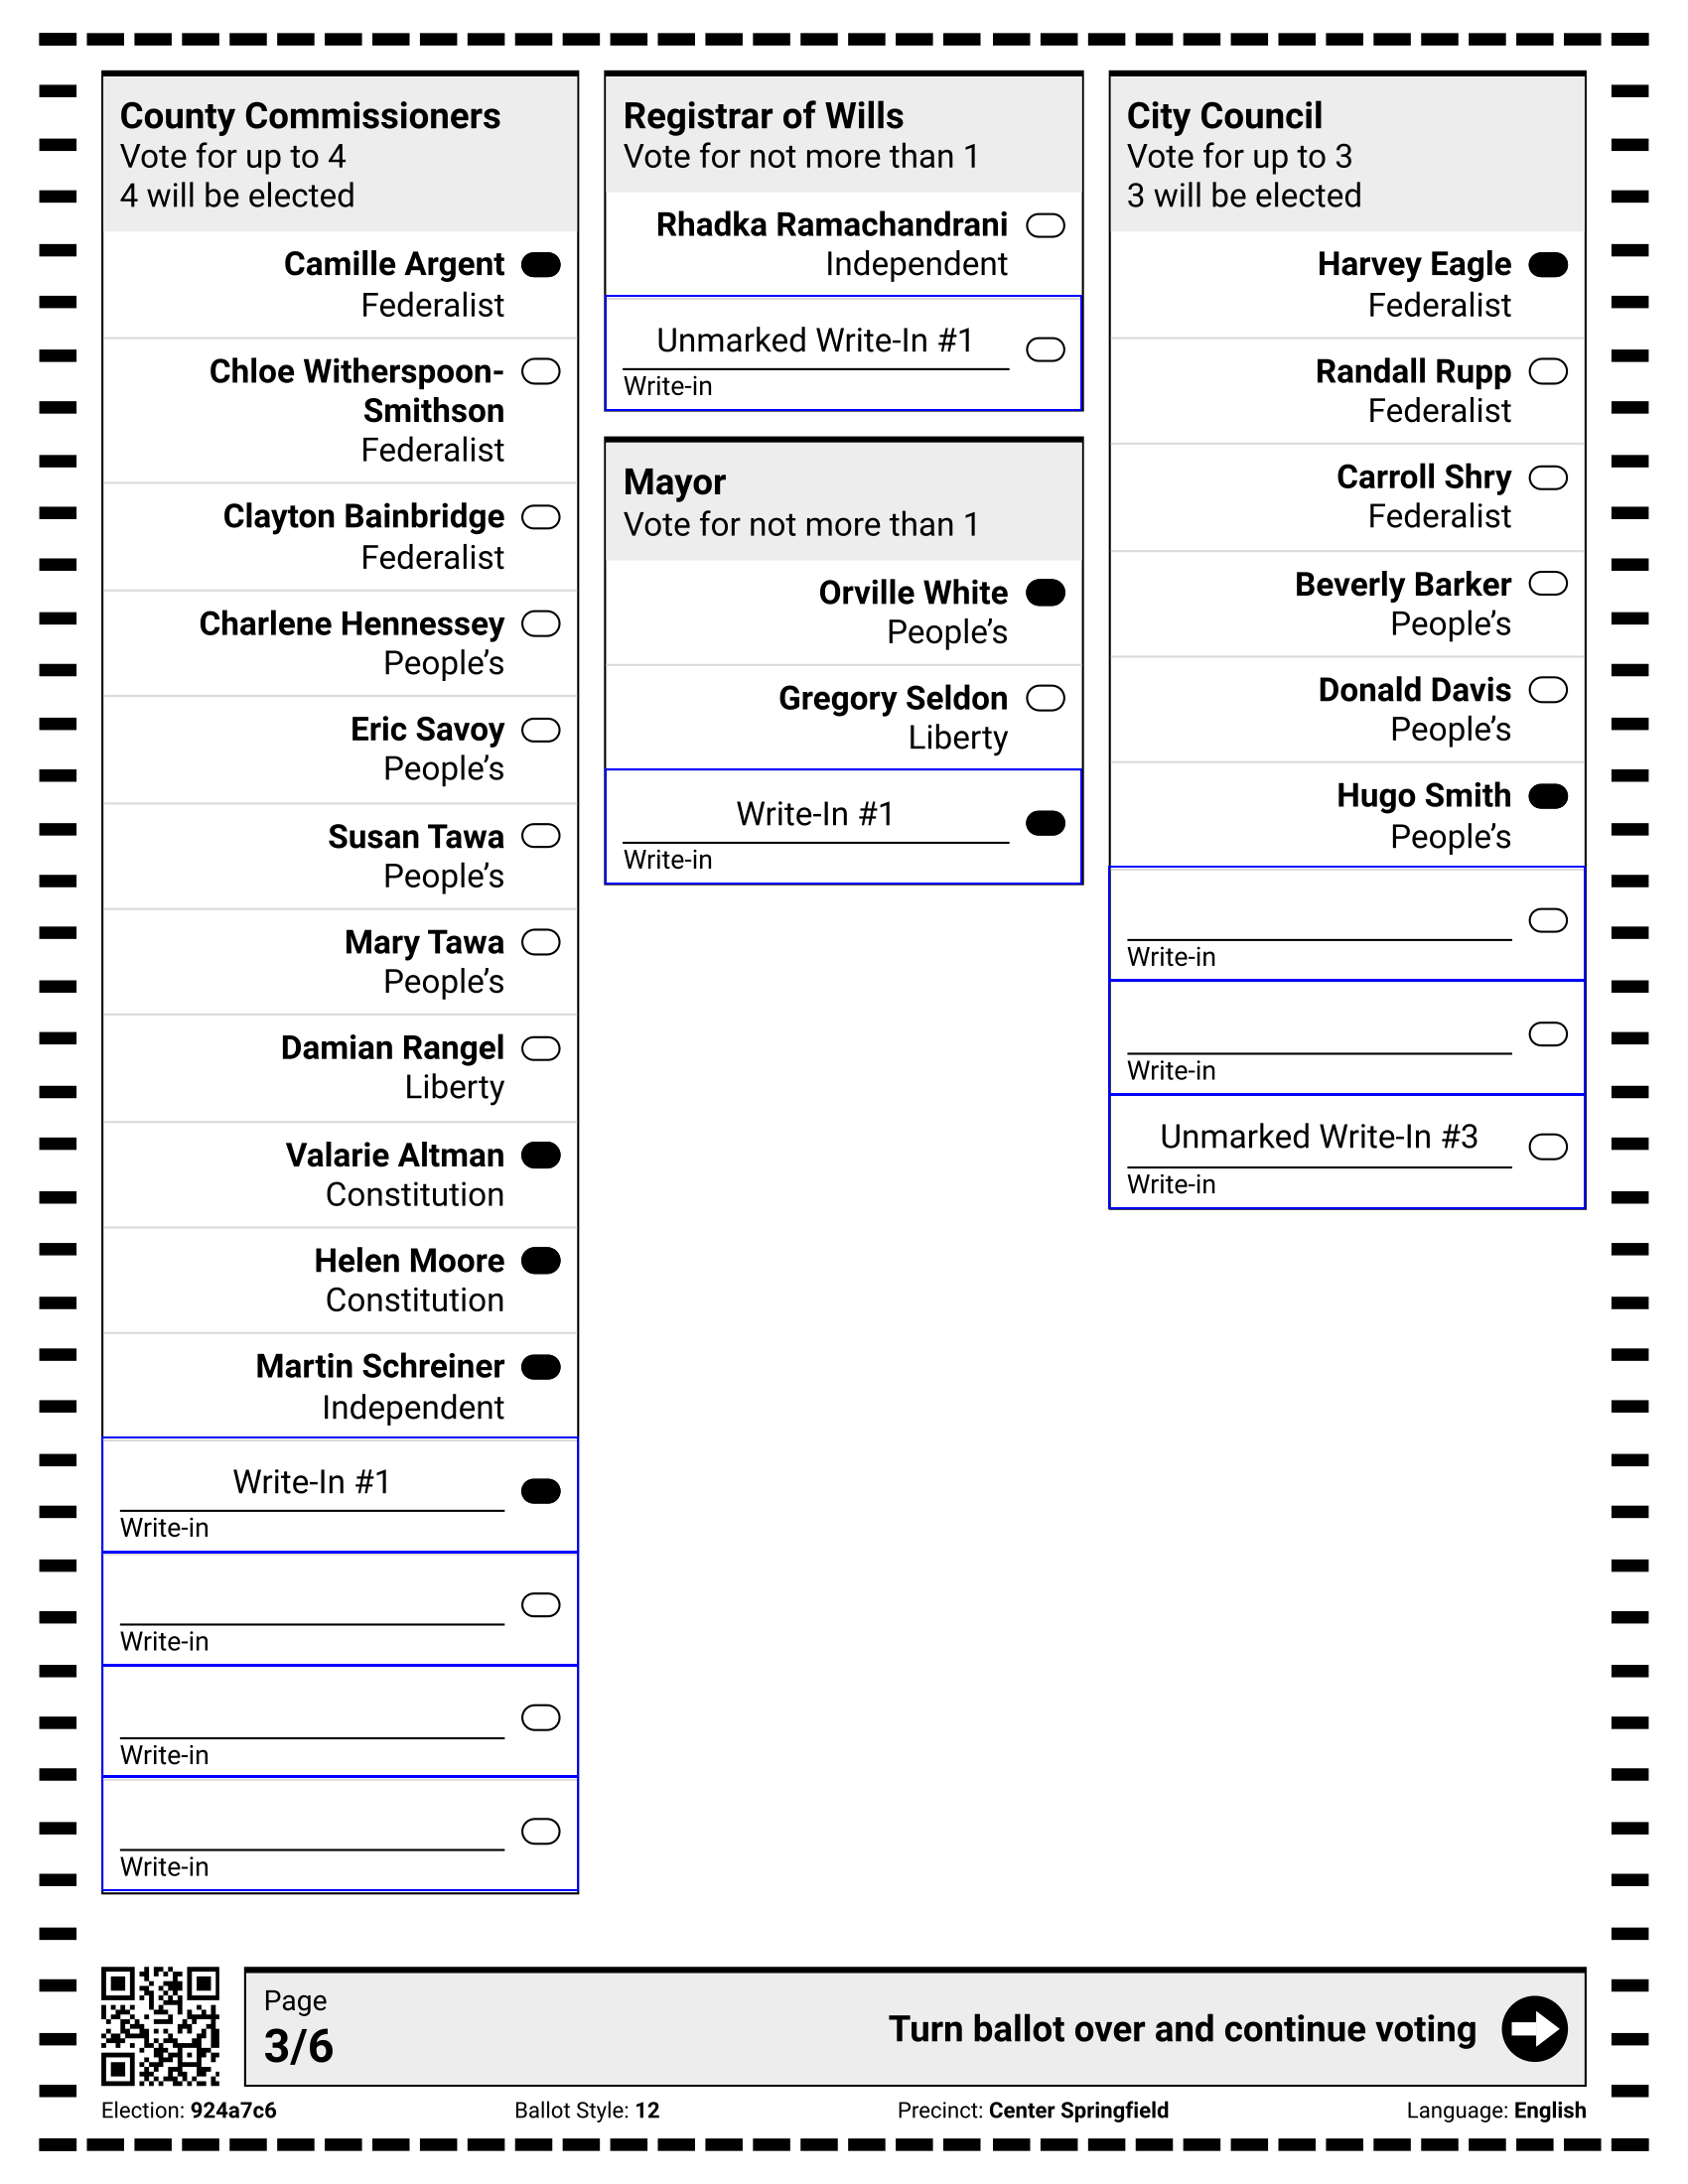 County Commissioners
Vote for up to 4
4 will be elected
Camille Argent
Federalist
Chloe Witherspoon-
Smithson
Federalist
Clayton Bainbridge
Federalist
Charlene Hennessey
People’s
Eric Savoy
People’s
Susan Tawa
People’s
Mary Tawa
People’s
Damian Rangel
Liberty
Valarie Altman
Constitution
Helen Moore
Constitution
Martin Schreiner
Independent
Write-In #1
Write-in
Write-in
Write-in
Write-in
Registrar of Wills
Vote for not more than 1
Rhadka Ramachandrani
Independent
Unmarked Write-In #1
Write-in
Mayor
Vote for not more than 1
Orville White
People’s
Gregory Seldon
Liberty
Write-In #1
Write-in
City Council
Vote for up to 3
3 will be elected
Harvey Eagle
Federalist
Randall Rupp
Federalist
Carroll Shry
Federalist
Beverly Barker
People’s
Donald Davis
People’s
Hugo Smith
People’s
Write-in
Write-in
Unmarked Write-In #3
Write-in
Page
3/6
Turn ballot over and continue voting
Election: 924a7c6 Ballot Style: 12 Precinct: Center Springfield Language: English